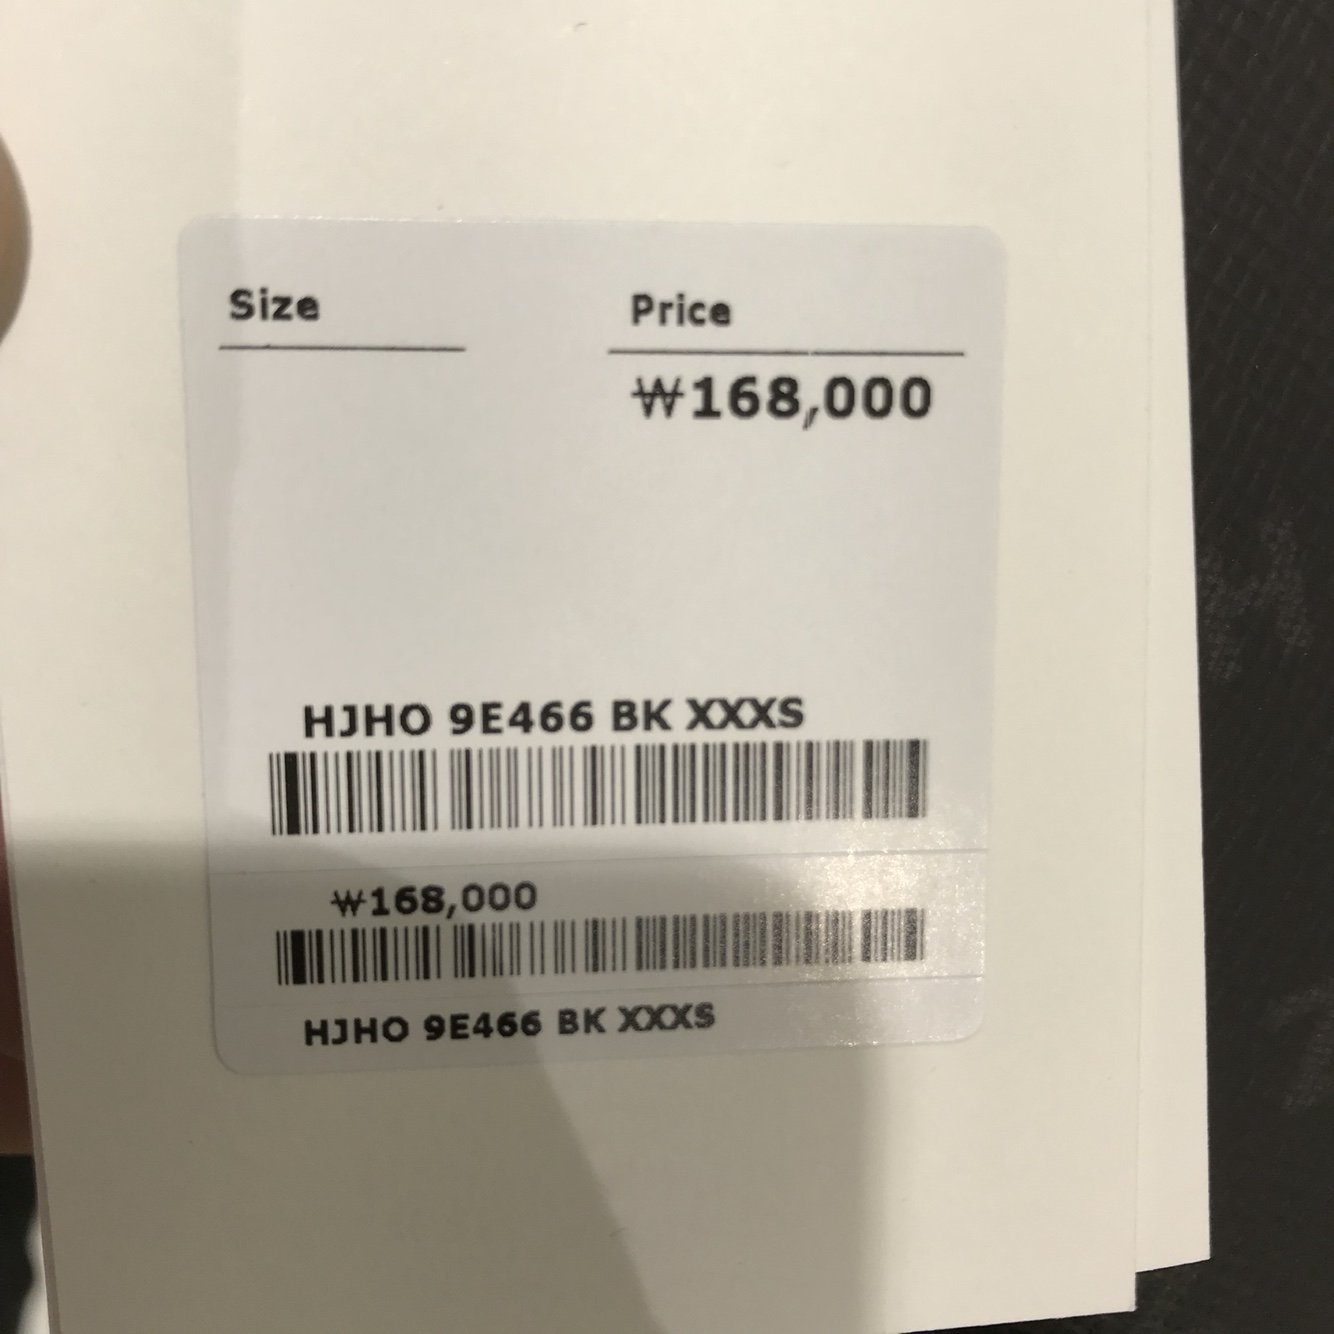 Size Price
₩168,000
HJHO 9E466 BK XXXS
₩168,000
HJHO 9E466 BK XXXS